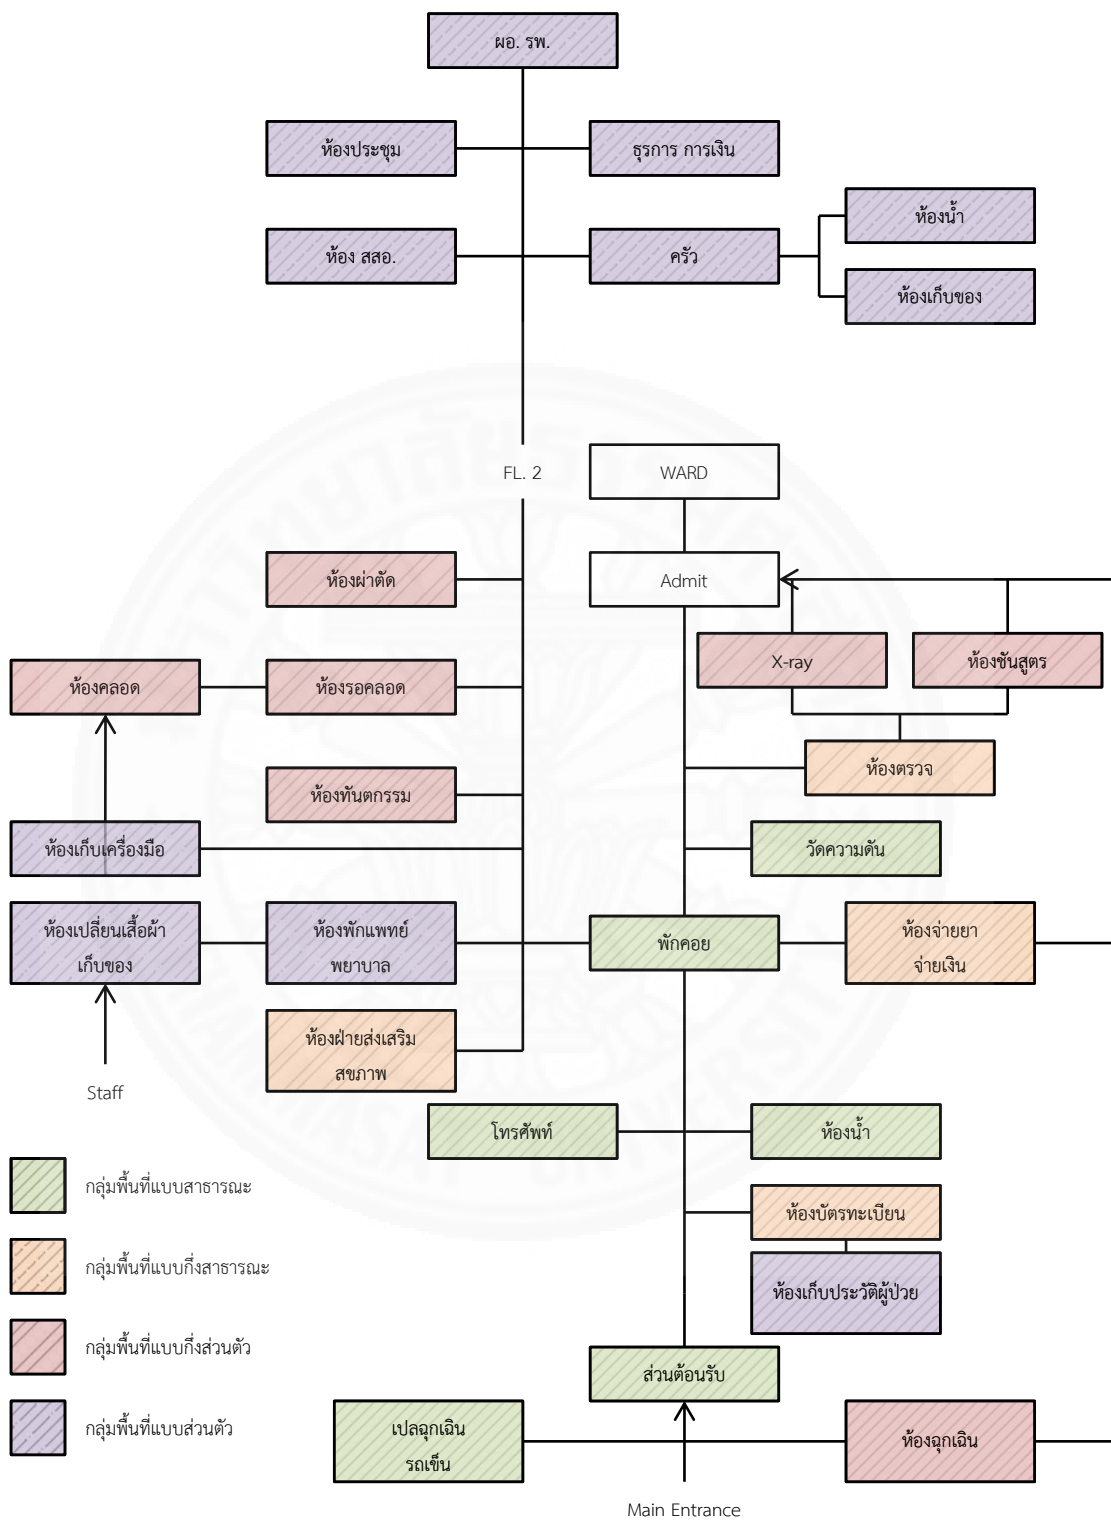 ผอ. รพ.
ห้องประชุม
ธุรการ การเงิน
ห้องน้ำ
ห้อง สสอ.
ครัว
ห้องเก็บของ
FL. 2
WARD
ห้องผ่าตัด
Admit
X-ray
ห้องชันสูตร
ห้องคลอด
ห้องรอคลอด
ห้องตรวจ
ห้องทันตกรรม
ห้องเก็บเครื่องมือ
วัดความดัน
ห้องเปลี่ยนเสื้อผ้า
เก็บของ
ห้องพักแพทย์
พยาบาล
พักคอย
ห้องจ่ายยา
จ่ายเงิน
ห้องฝ่ายส่งเสริม
สขภาพ
Staff
โทรศัพท์
ห้องน้ำ
กลุ่มพื้นที่แบบสาธารณะ
ห้องบัตรทะเบียน
กลุ่มพื้นที่แบบกึ่งสาธารณะ
ห้องเก็บประวัติผู้ป่วย
กลุ่มพื้นที่แบบกึ่งส่วนตัว
ส่วนต้อนรับ
กลุ่มพื้นที่แบบส่วนตัว
เปลฉุกเฉิน
รถเข็น
ห้องฉุกเฉิน
Main Entrance